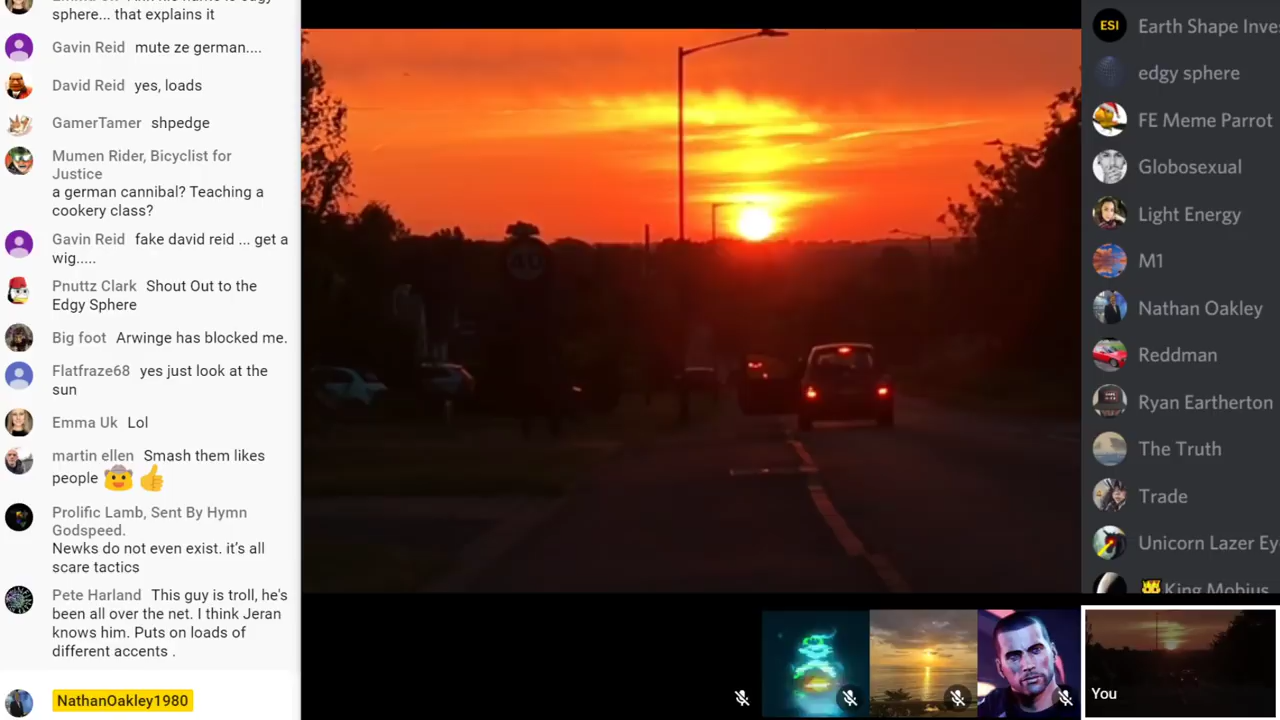 sphere... that explains it
Gavin Reid mute ze german....
David Reid yes, loads
GamerTamer shpedge
Mumen Rider, Bicyclist for
Justice
a german cannibal? Teaching a
cookery class?
Gavin Reid fake david reid ... get a
wig.....
Pnuttz Clark Shout Out to the
Edgy Sphere
Big foot Arwinge has blocked me.
Flatfraze68 yes just look at the
sun
Emma Uk Lol
martin ellen Smash them likes
people
Prolific Lamb, Sent By Hymn
Godspeed.
Newks do not even exist. it’s all
scare tactics
Pete Harland This guy is troll, he's
been all over the net. I think Jeran
knows him. Puts on loads of
different accents .
NathanOakley1980
40
You
ESI Earth Shape Inve
edgy sphere
FE Meme Parrot
Globosexual
Light Energy
M1
Nathan Oakley
Reddman
Ryan Eartherton
The Truth
Trade
Unicorn Lazer Ey
King Mobius